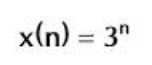 x(n) = 3ⁿ